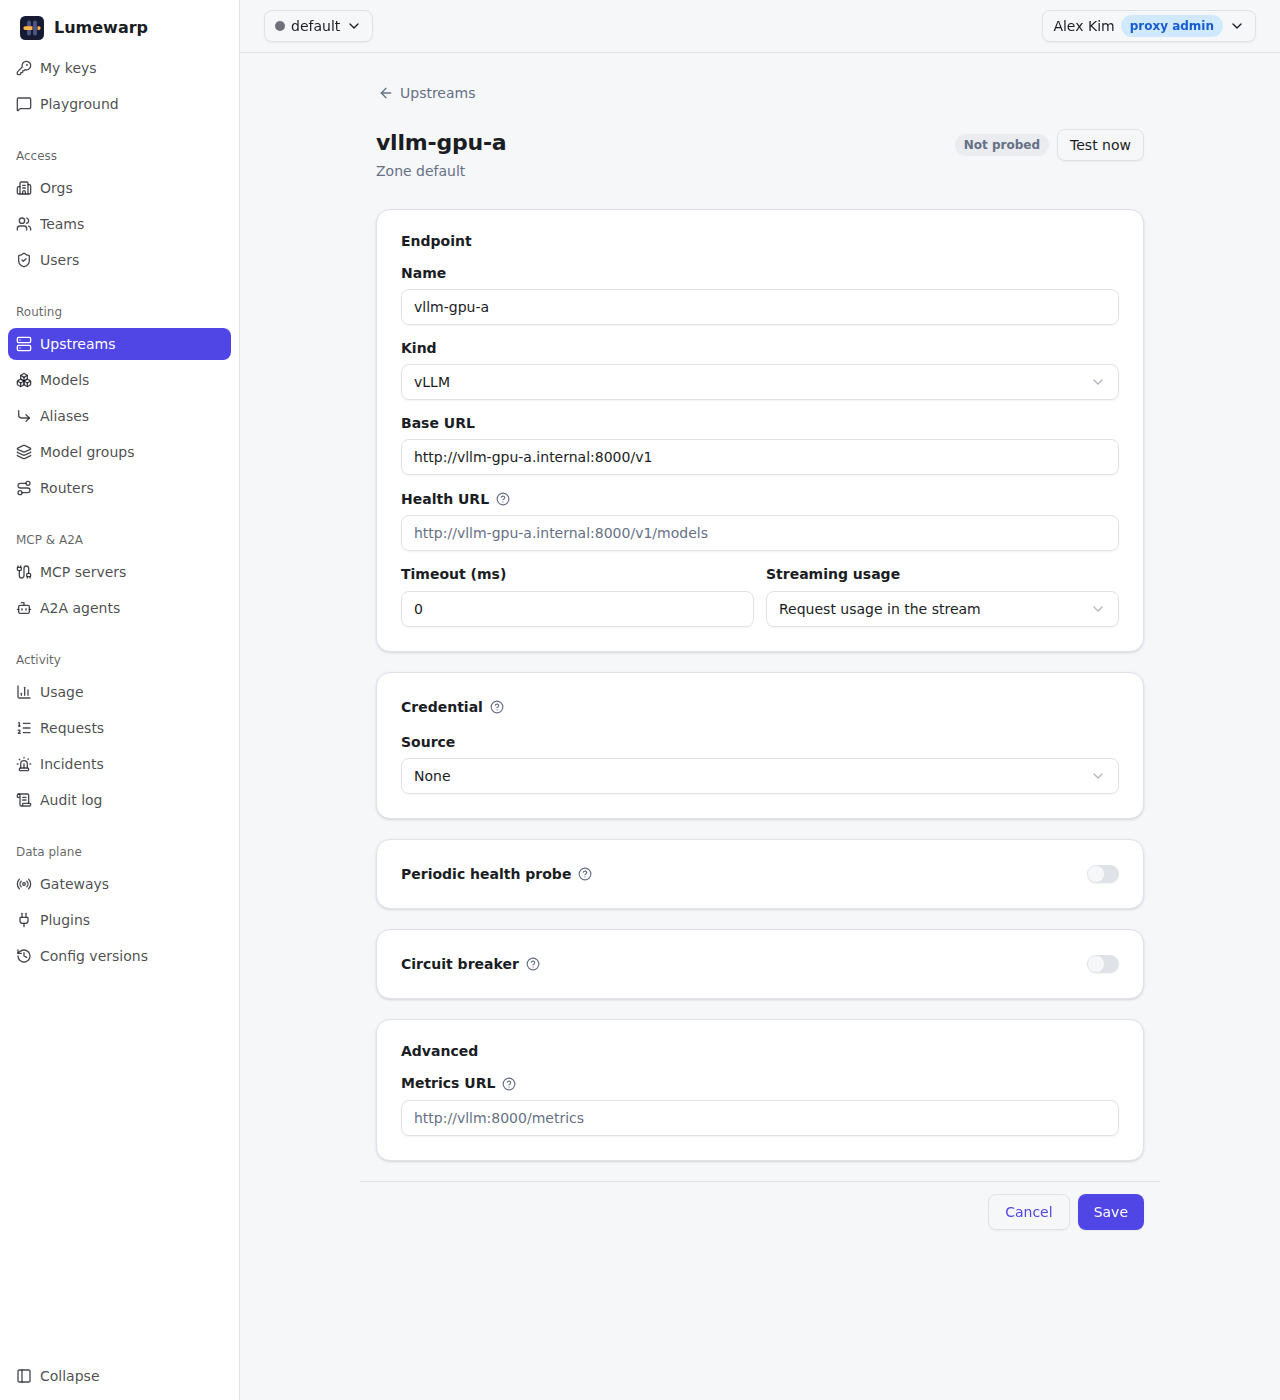 Lumewarp
My keys
Playground
Access
Orgs
Teams
Users
Routing
Upstreams
Models
Aliases
Model groups
Routers
MCP & A2A
MCP servers
A2A agents
Activity
Usage
Requests
Incidents
Audit log
Data plane
Gateways
Plugins
Config versions
Collapse
default
Alex Kim proxy admin
Upstreams
vllm-gpu-a
Not probed Test now
Zone default
Endpoint
Name
vllm-gpu-a
Kind
vLLM
Base URL
http://vllm-gpu-a.internal:8000/v1
Health URL
http://vllm-gpu-a.internal:8000/v1/models
Timeout (ms) Streaming usage
0 Request usage in the stream
Credential
Source
None
Periodic health probe
Circuit breaker
Advanced
Metrics URL
http://vllm:8000/metrics
Cancel Save